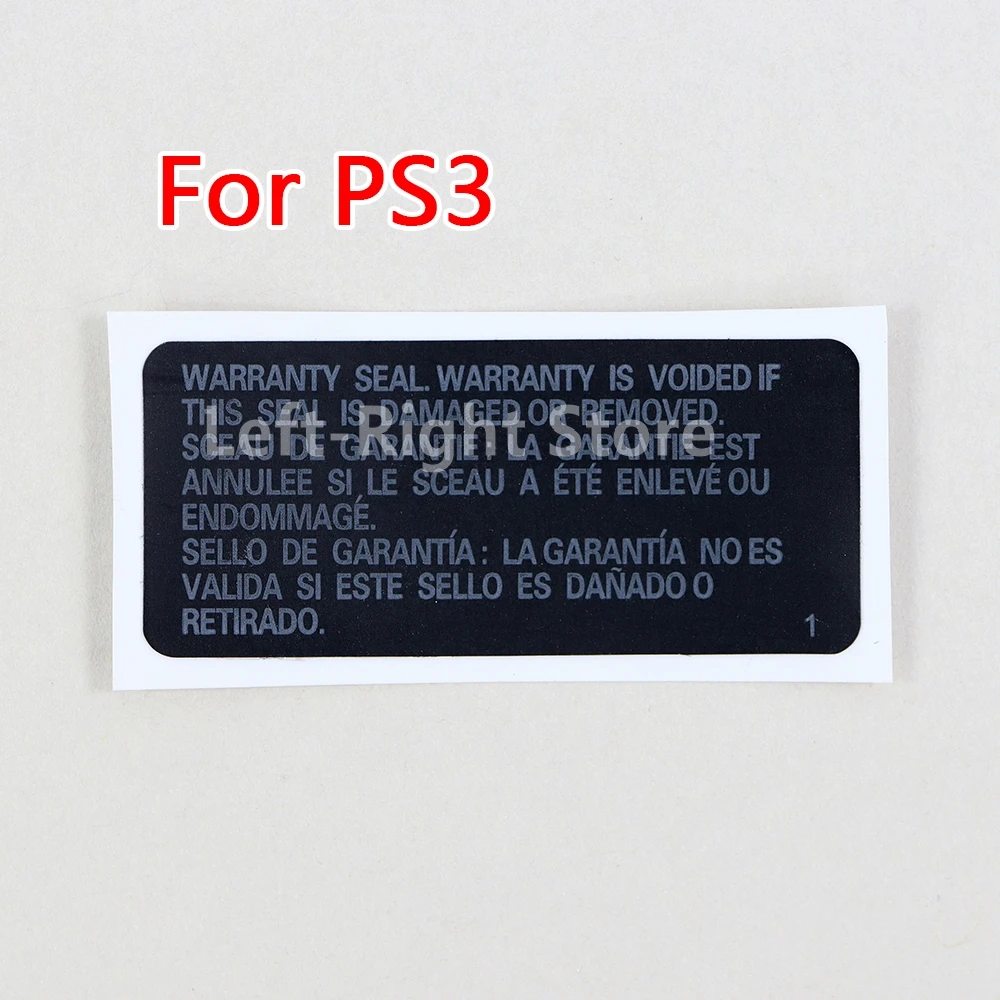 For PS3
WARRANTY SEAL. WARRANTY IS VOIDED IF
THIS SEAL IS DAMAGED OR REMOVED.
Left-Right Store
SCEAU DE GARANTIE : LA GARANTIE EST
ANNULEE SI LE SCEAU A ÉTÉ ENLEVÉ OU
ENDOMMAGÉ.
SELLO DE GARANTÍA : LA GARANTÍA NO ES
VALIDA SI ESTE SELLO ES DAÑADO O
RETIRADO.
1